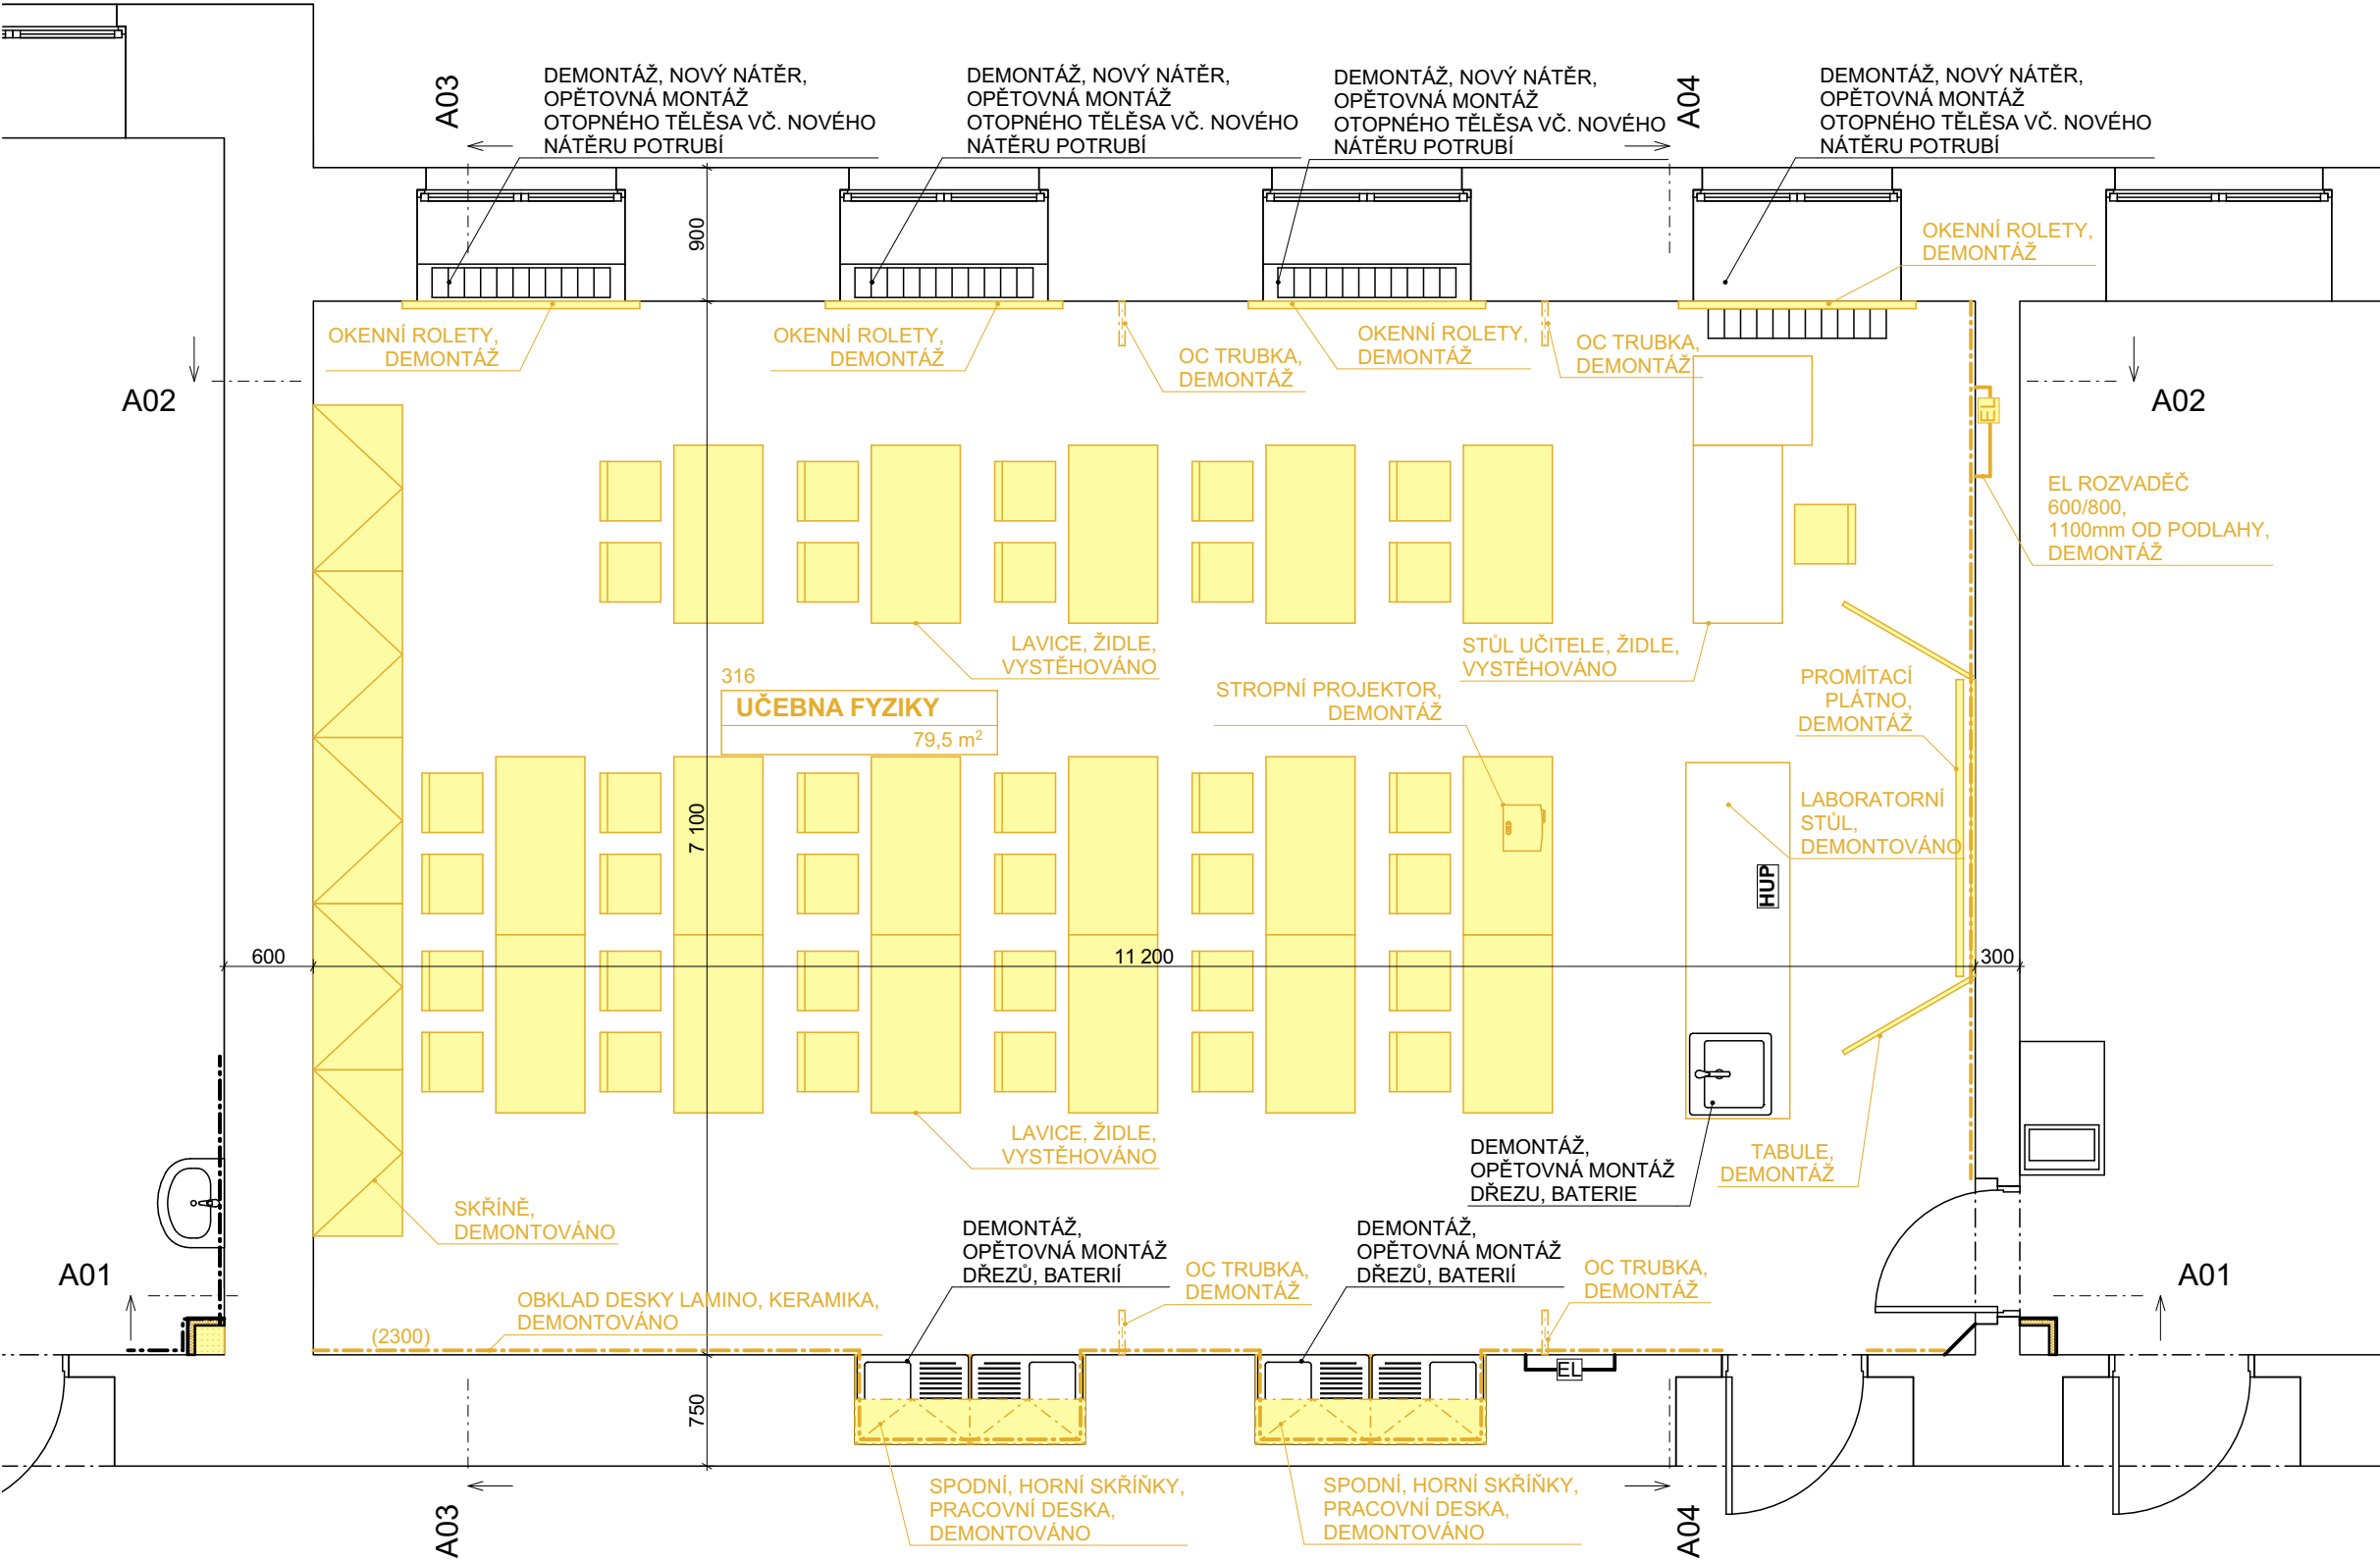 A03
DEMONTÁŽ, NOVÝ NÁTĚR,
OPĚTOVNÁ MONTÁŽ
OTOPNÉHO TĚLĚSA VČ. NOVÉHO
NÁTĚRU POTRUBÍ
DEMONTÁŽ, NOVÝ NÁTĚR,
OPĚTOVNÁ MONTÁŽ
OTOPNÉHO TĚLĚSA VČ. NOVÉHO
NÁTĚRU POTRUBÍ
DEMONTÁŽ, NOVÝ NÁTĚR,
OPĚTOVNÁ MONTÁŽ
OTOPNÉHO TĚLĚSA VČ. NOVÉHO
NÁTĚRU POTRUBÍ
A04
DEMONTÁŽ, NOVÝ NÁTĚR,
OPĚTOVNÁ MONTÁŽ
OTOPNÉHO TĚLĚSA VČ. NOVÉHO
NÁTĚRU POTRUBÍ
900
OKENNÍ ROLETY,
DEMONTÁŽ
OKENNÍ ROLETY,
DEMONTÁŽ
OKENNÍ ROLETY,
DEMONTÁŽ
OC TRUBKA,
DEMONTÁŽ
OKENNÍ ROLETY,
DEMONTÁŽ
OC TRUBKA,
DEMONTÁŽ
A02
A02
EL
EL ROZVADĚČ
600/800,
1100mm OD PODLAHY,
DEMONTÁŽ
LAVICE, ŽIDLE,
VYSTĚHOVÁNO
STŮL UČITELE, ŽIDLE,
VYSTĚHOVÁNO
316
UČEBNA FYZIKY
79,5 m²
STROPNÍ PROJEKTOR,
DEMONTÁŽ
PROMÍTACÍ
PLÁTNO,
DEMONTÁŽ
7 100
LABORATORNÍ
STŮL,
DEMONTOVÁNO
HUP
600
11 200
300
LAVICE, ŽIDLE,
VYSTĚHOVÁNO
DEMONTÁŽ,
OPĚTOVNÁ MONTÁŽ
DŘEZU, BATERIE
TABULE,
DEMONTÁŽ
SKŘÍNĚ,
DEMONTOVÁNO
DEMONTÁŽ,
OPĚTOVNÁ MONTÁŽ
DŘEZŮ, BATERIÍ
OC TRUBKA,
DEMONTÁŽ
DEMONTÁŽ,
OPĚTOVNÁ MONTÁŽ
DŘEZŮ, BATERIÍ
OC TRUBKA,
DEMONTÁŽ
A01
A01
OBKLAD DESKY LAMINO, KERAMIKA,
DEMONTOVÁNO
(2300)
EL
750
SPODNÍ, HORNÍ SKŘÍŇKY,
PRACOVNÍ DESKA,
DEMONTOVÁNO
SPODNÍ, HORNÍ SKŘÍŇKY,
PRACOVNÍ DESKA,
DEMONTOVÁNO
A03
A04